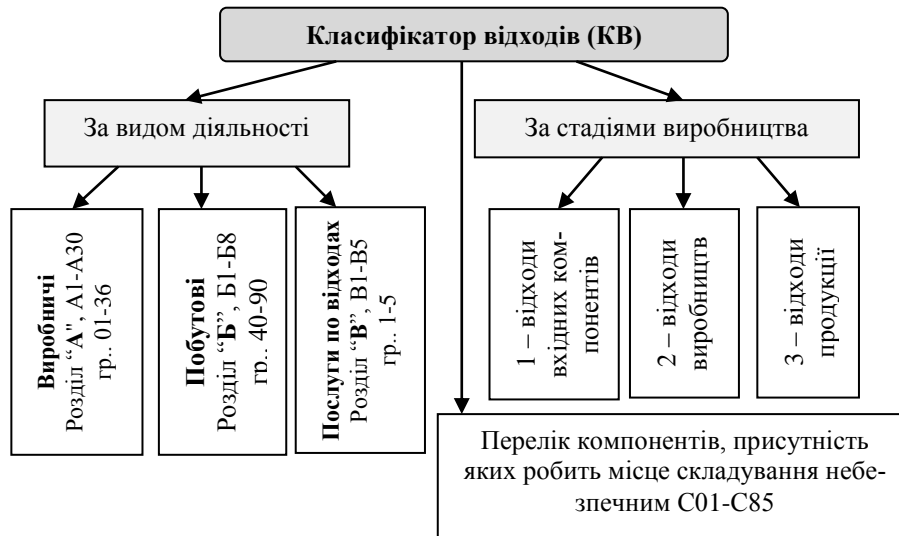 Класифікатор відходів (КВ)
За видом діяльності
За стадіями виробництва
Виробничі
Розділ “А", А1-А30
гр.. 01-36
Побутові
Розділ “Б”, Б1-Б8
гр.. 40-90
Послуги по відходах
Розділ “В”, В1-В5
гр.. 1-5
1 – відходи
вхідних ком-
понентів
2 – відходи
виробництв
3 – відходи
продукції
Перелік компонентів, присутність
яких робить місце складування небе-
зпечним С01-С85